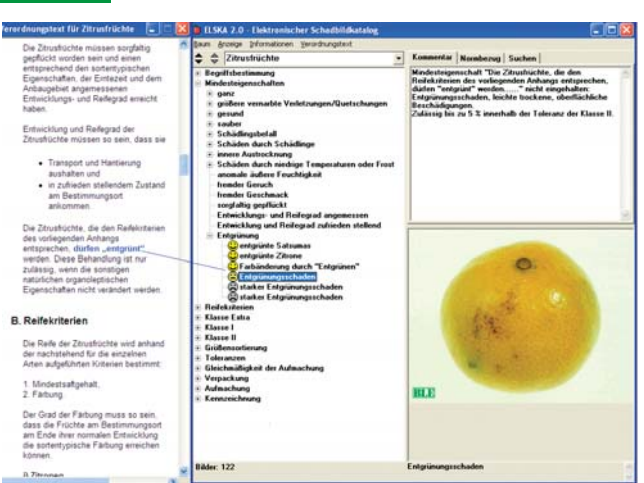 Verordnungstext für Zitrusfrüchte
Die Zitrusfrüchte müssen sorgfältig
gepflückt worden sein und einen
entsprechend den sortentypischen
Eigenschaften, der Erntezeit und dem
Anbaugebiet angemessenen
Entwicklungs- und Reifegrad erreicht
haben.
Entwicklung und Reifegrad der
Zitrusfrüchte müssen so sein, dass sie
• Transport und Hantierung
aushalten und
• in zufrieden stellendem Zustand
am Bestimmungsort
ankommen.
Die Zitrusfrüchte, die den Reifekriterien
des vorliegenden Anhangs
entsprechen, dürfen „entgrünt"
werden. Diese Behandlung ist nur
zulässig, wenn die sonstigen
natürlichen organoleptischen
Eigenschaften nicht verändert werden.
B. Reifekriterien
Die Reife der Zitrusfrüchte wird anhand
der nachstehend für die einzelnen
Arten aufgeführten Kriterien bestimmt:
1. Mindestsaftgehalt,
2. Färbung.
Der Grad der Färbung muss so sein,
dass die Früchte am Bestimmungsort
am Ende ihrer normalen Entwicklung
die sortentypische Färbung erreichen
können.
i) Zitronen
ELSKA 2.0 - Elektronischer Schadbildkatalog
Baum Anzeige Informationen Verordnungstext
Zitrusfrüchte
Begriffsbestimmung
Mindesteigenschaften
ganz
größere vernarbte Verletzungen/Quetschungen
gesund
sauber
Schädlingsbefall
Schäden durch Schädlinge
innere Austrocknung
Schäden durch niedrige Temperaturen oder Frost
anomale äußere Feuchtigkeit
fremder Geruch
fremder Geschmack
sorgfältig gepflückt
Entwicklungs- und Reifegrad angemessen
Entwicklung und Reifegrad zufrieden stellend
Entgrünung
entgrünte Satsumas
entgrünte Zitrone
Farbänderung durch "Entgrünen"
Entgrünungsschaden
starker Entgrünungsschaden
starker Entgrünungsschaden
Reifekriterien
Klasse Extra
Klasse I
Klasse II
Größensortierung
Toleranzen
Gleichmäßigkeit der Aufmachung
Verpackung
Aufmachung
Kennzeichnung
Bilder: 122
Kommentar Normbezug Suchen
Mindesteigenschaft "Die Zitrusfrüchte, die den
Reifekriterien des vorliegenden Anhangs entsprechen,
dürfen "entgrünt" werden......" nicht eingehalten:
Entgrünungsschaden, leichte trockene, oberflächliche
Beschädigungen.
Zulässig bis zu 5 % innerhalb der Toleranz der Klasse II.
BLE
Entgrünungsschaden